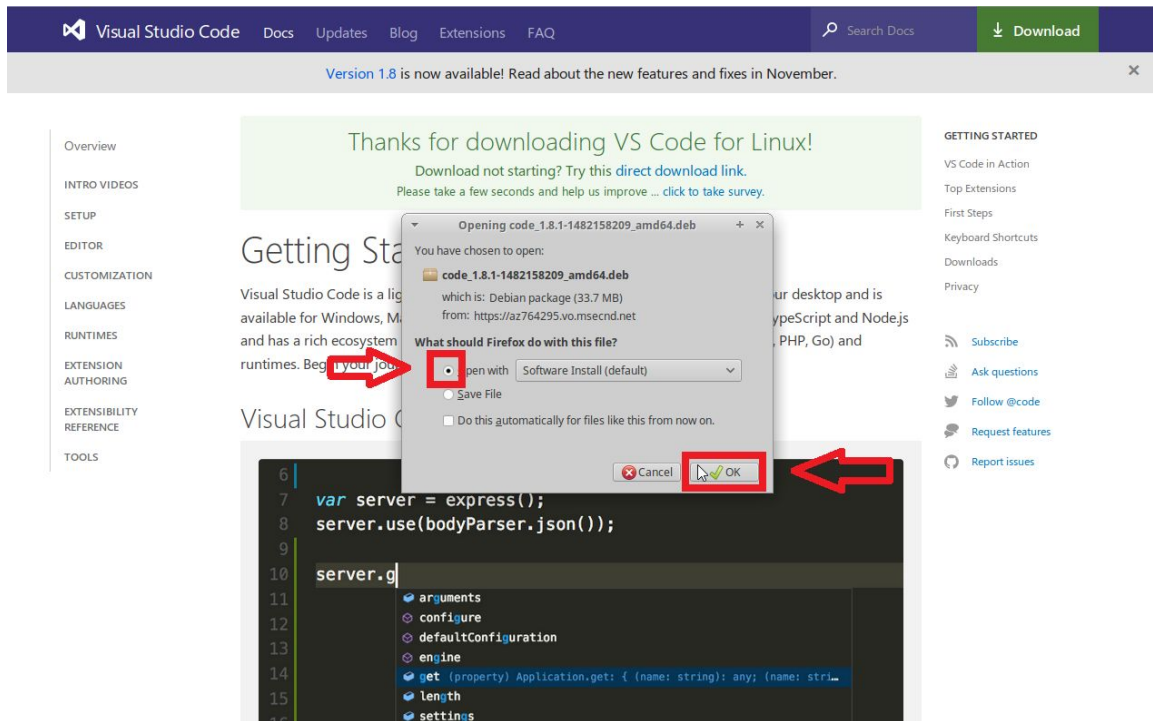 Visual Studio Code Docs Updates Blog Extensions FAQ Search Docs Download
Version 1.8 is now available! Read about the new features and fixes in November.
Overview
INTRO VIDEOS
SETUP
EDITOR
CUSTOMIZATION
LANGUAGES
RUNTIMES
EXTENSION
AUTHORING
EXTENSIBILITY
REFERENCE
TOOLS
Thanks for downloading VS Code for Linux!
Download not starting? Try this direct download link.
Please take a few seconds and help us improve ... click to take survey.
Getting
Visual Studio Code is a
available for Windows,
and has a rich ecosystem
runtimes.
desktop and is
and Node.js
, PHP, Go) and
Visual Studio
Opening code_1.8.1-1482158209_amd64.deb
You have chosen to open:
code_1.8.1-1482158209_amd64.deb
which is: Debian package (33.7 MB)
from: https://az764295.vo.msecnd.net
What should Firefox do with this file?
pen with Software Install (default)
Save File
Do this automatically for files like this from now on.
Cancel OK
6
7 var server = express();
8 server.use(bodyParser.json());
9
10 server.g
11 arguments
12 configure
defaultConfiguration
13 engine
14 get (property) Application.get: { (name: string): any; (name: stri…
15 length
settings
GETTING STARTED
VS Code in Action
Top Extensions
First Steps
Keyboard Shortcuts
Downloads
Privacy
Subscribe
Ask questions
Follow @code
Request features
Report issues